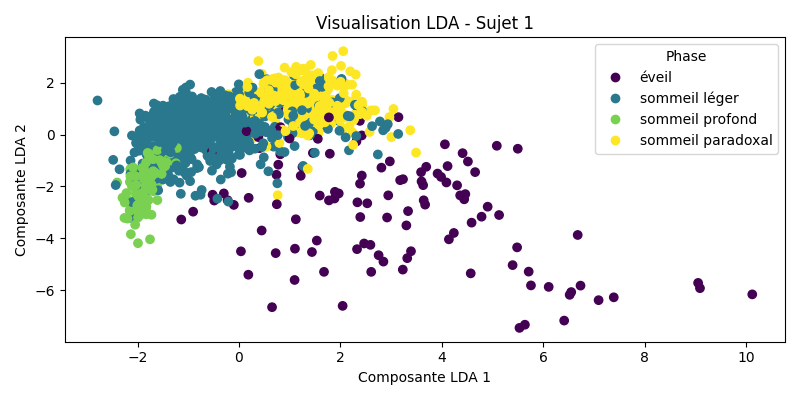 Visualisation LDA - Sujet 1
Composante LDA 2
2
0
−2
−4
−6
Phase
éveil
sommeil léger
sommeil profond
sommeil paradoxal
−2 0 2 4 6 8 10
Composante LDA 1